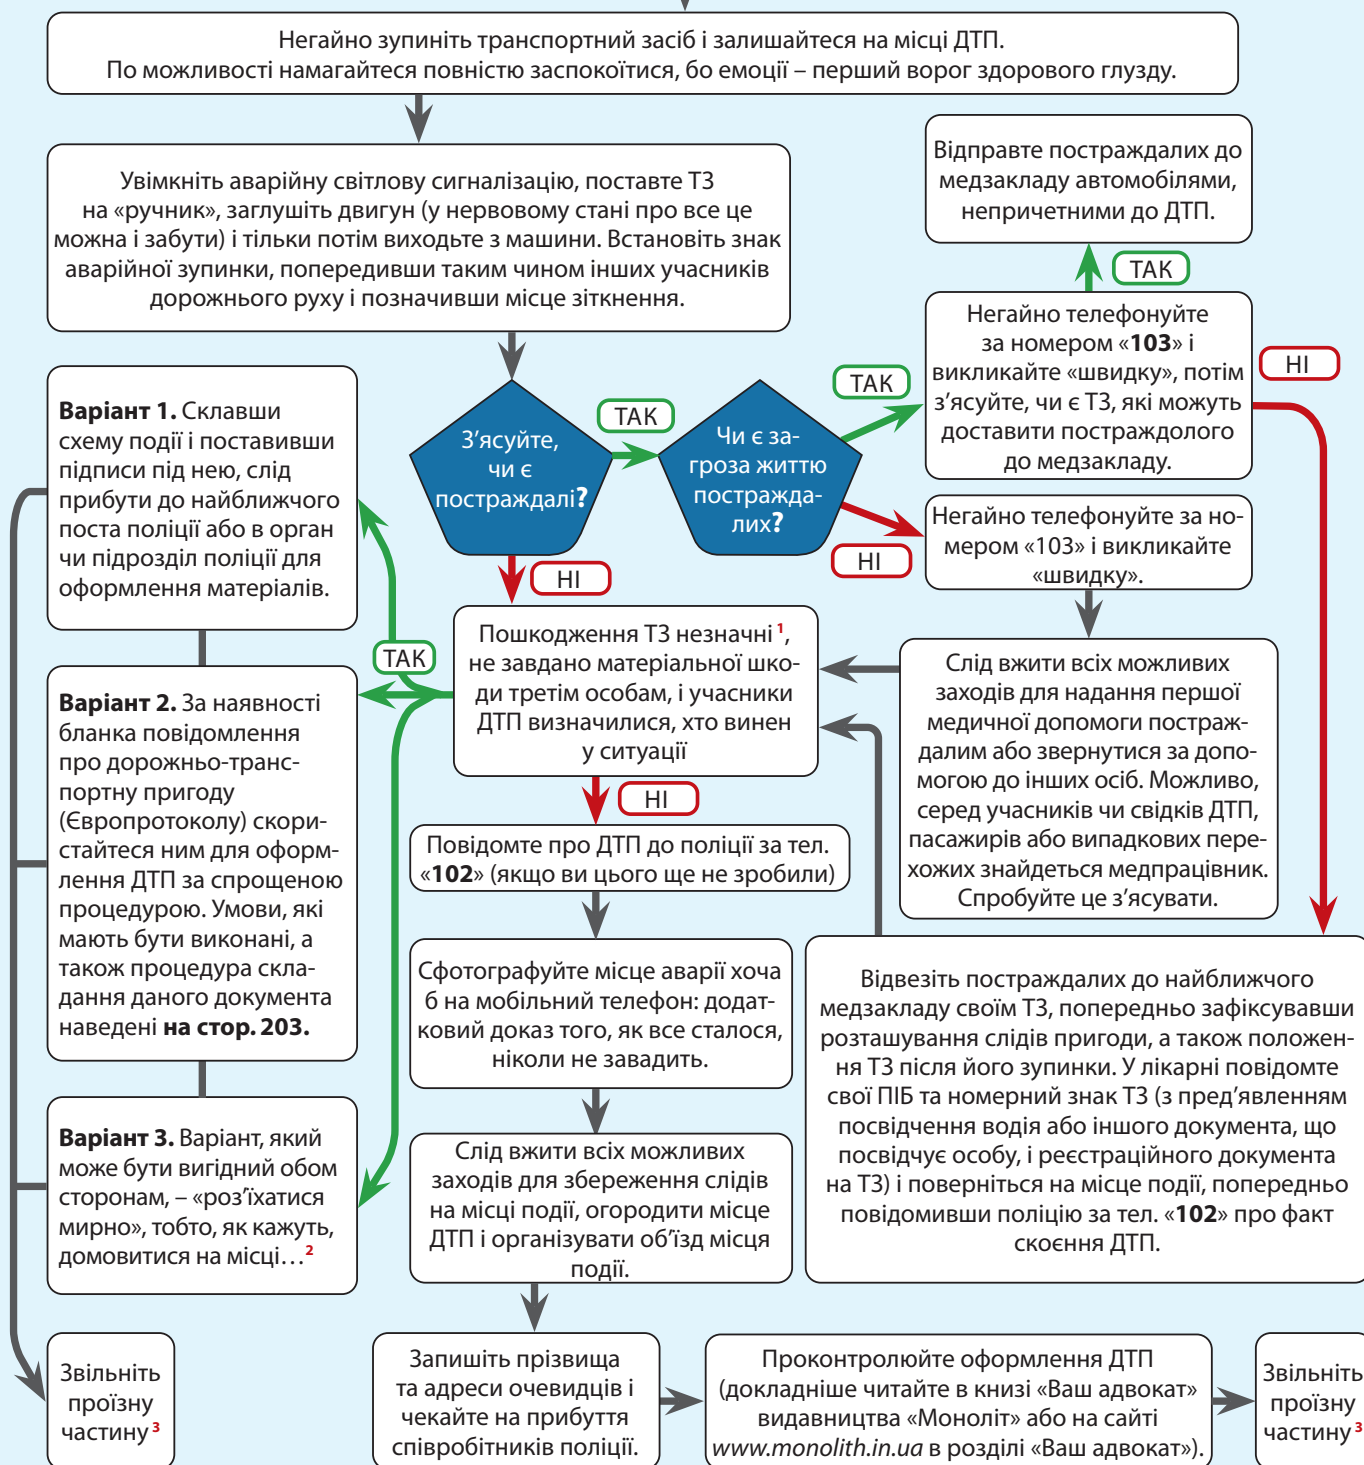 Негайно зупиніть транспортний засіб і залишайтеся на місці ДТП.
По можливості намагайтеся повністю заспокоїтися, бо емоції – перший ворог здорового глузду.
Увімкніть аварійну світлову сигналізацію, поставте ТЗ
на «ручник», заглушіть двигун (у нервовому стані про все це
можна і забути) і тільки потім виходьте з машини. Встановіть знак
аварійної зупинки, попередивши таким чином інших учасників
дорожнього руху і позначивши місце зіткнення.
Відправте постраждалих до
медзакладу автомобілями,
непричетними до ДТП.
ТАК
Негайно телефонуйте
за номером «103» і
викликайте «швидку», потім
з’ясуйте, чи є ТЗ, які можуть
доставити постраждолого
до медзакладу.
НІ
ТАК
З’ясуйте,
чи є
постраждалі?
ТАК
Чи є за-
гроза життю
постражда-
лих?
НІ
НІ
Негайно телефонуйте за но-
мером «103» і викликайте
«швидку».
Варіант 1. Склавши
схему події і поставивши
підписи під нею, слід
прибути до найближчого
поста поліції або в орган
чи підрозділ поліції для
оформлення матеріалів.
ТАК
Пошкодження ТЗ незначні 1,
не завдано матеріальної шко-
ди третім особам, і учасники
ДТП визначилися, хто винен
у ситуації
Слід вжити всіх можливих
заходів для надання першої
медичної допомоги постраж-
далим або звернутися за допо-
могою до інших осіб. Можливо,
серед учасників чи свідків ДТП,
пасажирів або випадкових пере-
хожих знайдеться медпрацівник.
Спробуйте це з’ясувати.
Варіант 2. За наявності
бланка повідомлення
про дорожньо-транс-
портну пригоду
(Європротоколу) скори-
стайтеся ним для оформ-
лення ДТП за спрощеною
процедурою. Умови, які
мають бути виконані, а
також процедура скла-
дання даного документа
наведені на стор. 203.
НІ
Повідомте про ДТП до поліції за тел.
«102» (якщо ви цього ще не зробили)
Сфотографуйте місце аварії хоча
б на мобільний телефон: додат-
ковий доказ того, як все сталося,
ніколи не завадить.
Відвезіть постраждалих до найближчого
медзакладу своїм ТЗ, попередньо зафіксувавши
розташування слідів пригоди, а також положен-
ня ТЗ після його зупинки. У лікарні повідомте
свої ПІБ та номерний знак ТЗ (з пред’явленням
посвідчення водія або іншого документа, що
посвідчує особу, і реєстраційного документа
на ТЗ) і поверніться на місце події, попередньо
повідомивши поліцію за тел. «102» про факт
скоєння ДТП.
Варіант 3. Варіант, який
може бути вигідний обом
сторонам, – «роз’їхатися
мирно», тобто, як кажуть,
домовитися на місці…2
Слід вжити всіх можливих
заходів для збереження слідів
на місці події, огородити місце
ДТП і організувати об’їзд місця
події.
Звільніть
проїзну
частину 3
Запишіть прізвища
та адреси очевидців і
чекайте на прибуття
співробітників поліції.
Проконтролюйте оформлення ДТП
(докладніше читайте в книзі «Ваш адвокат»
видавництва «Моноліт» або на сайті
www.monolith.in.ua в розділі «Ваш адвокат»).
Звільніть
проїзну
частину 3